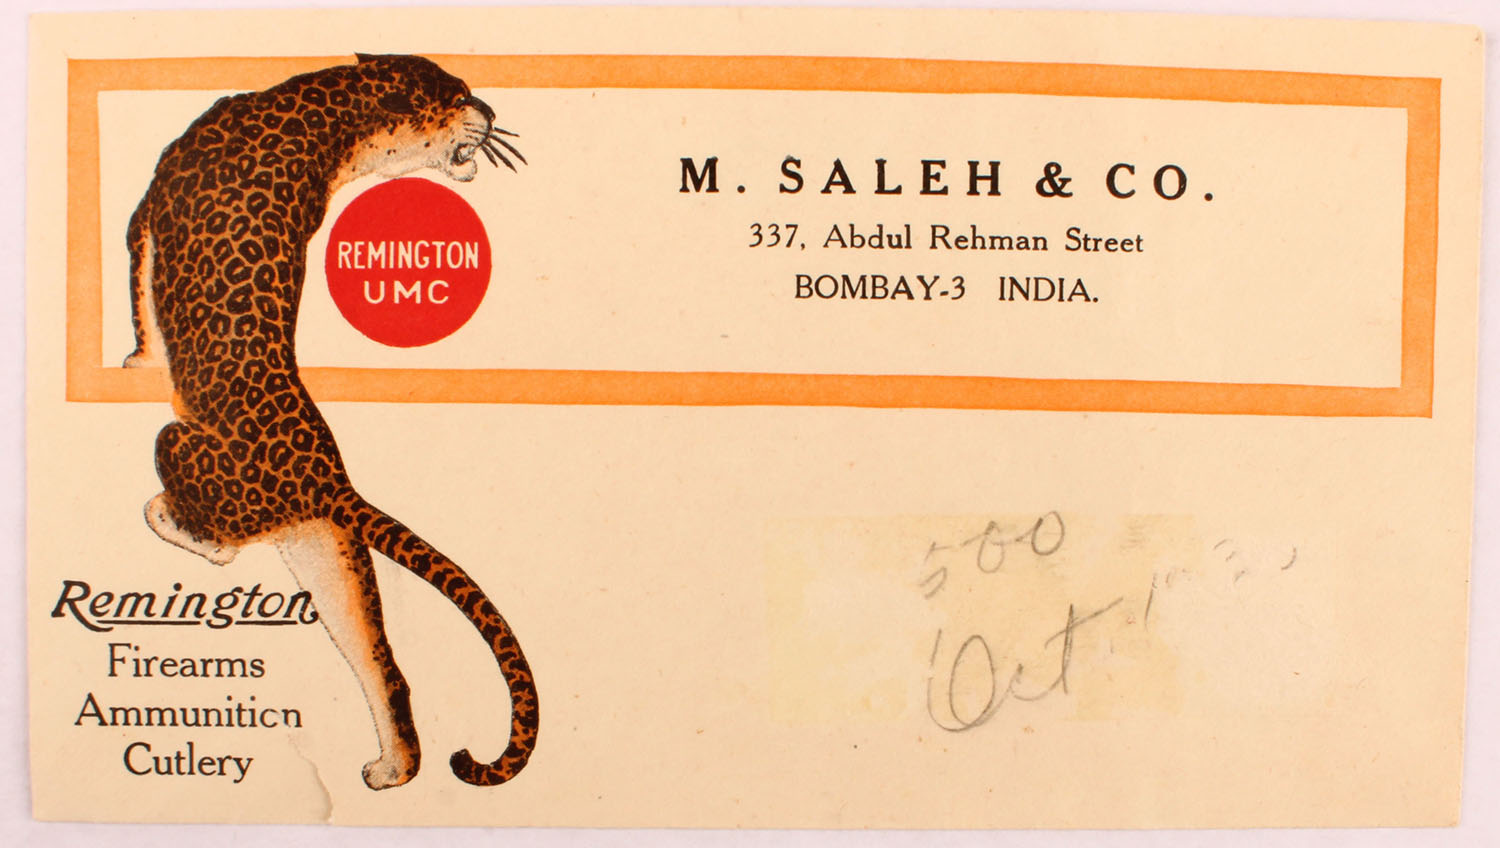 M. SALEH & CO.
337, Abdul Rehman Street
BOMBAY-3 INDIA.
REMINGTON
UMC
Remington
Firearms
Ammunition
Cutlery
500
Oct